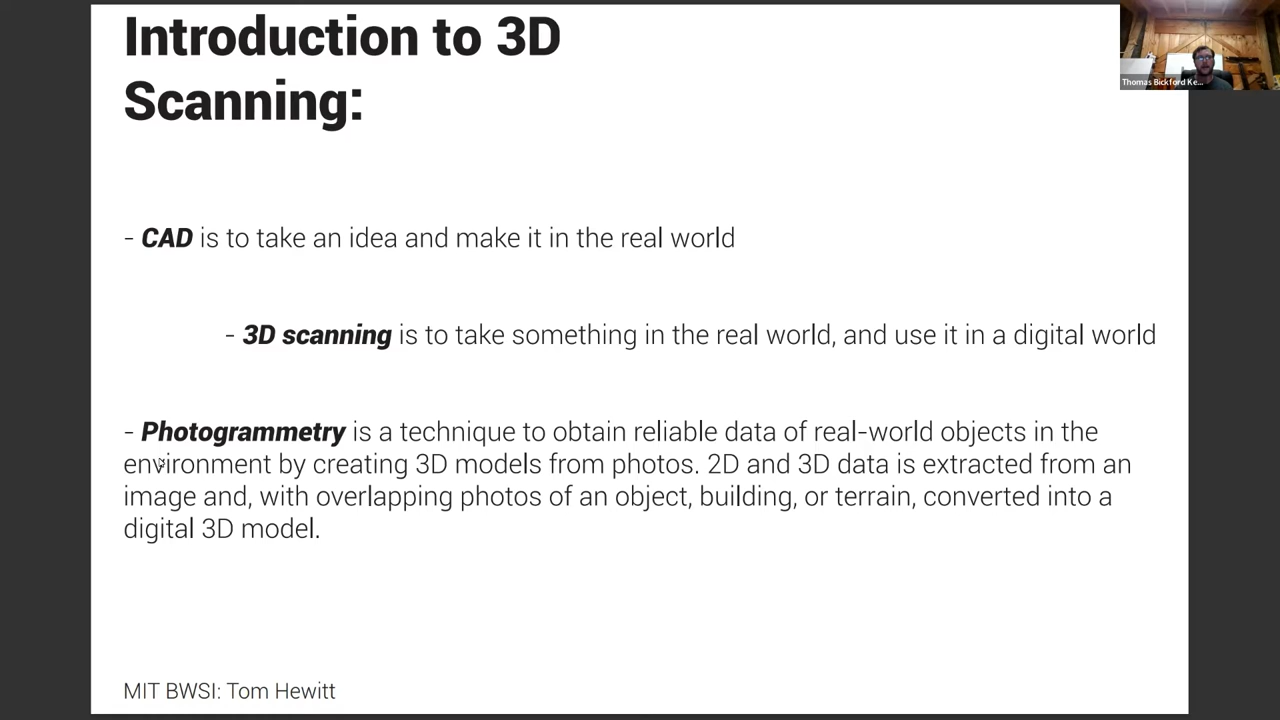 Introduction to 3D
Scanning:
Thomas Bickford Ke...
- CAD is to take an idea and make it in the real world
- 3D scanning is to take something in the real world, and use it in a digital world
- Photogrammetry is a technique to obtain reliable data of real-world objects in the
environment by creating 3D models from photos. 2D and 3D data is extracted from an
image and, with overlapping photos of an object, building, or terrain, converted into a
digital 3D model.
MIT BWSI: Tom Hewitt